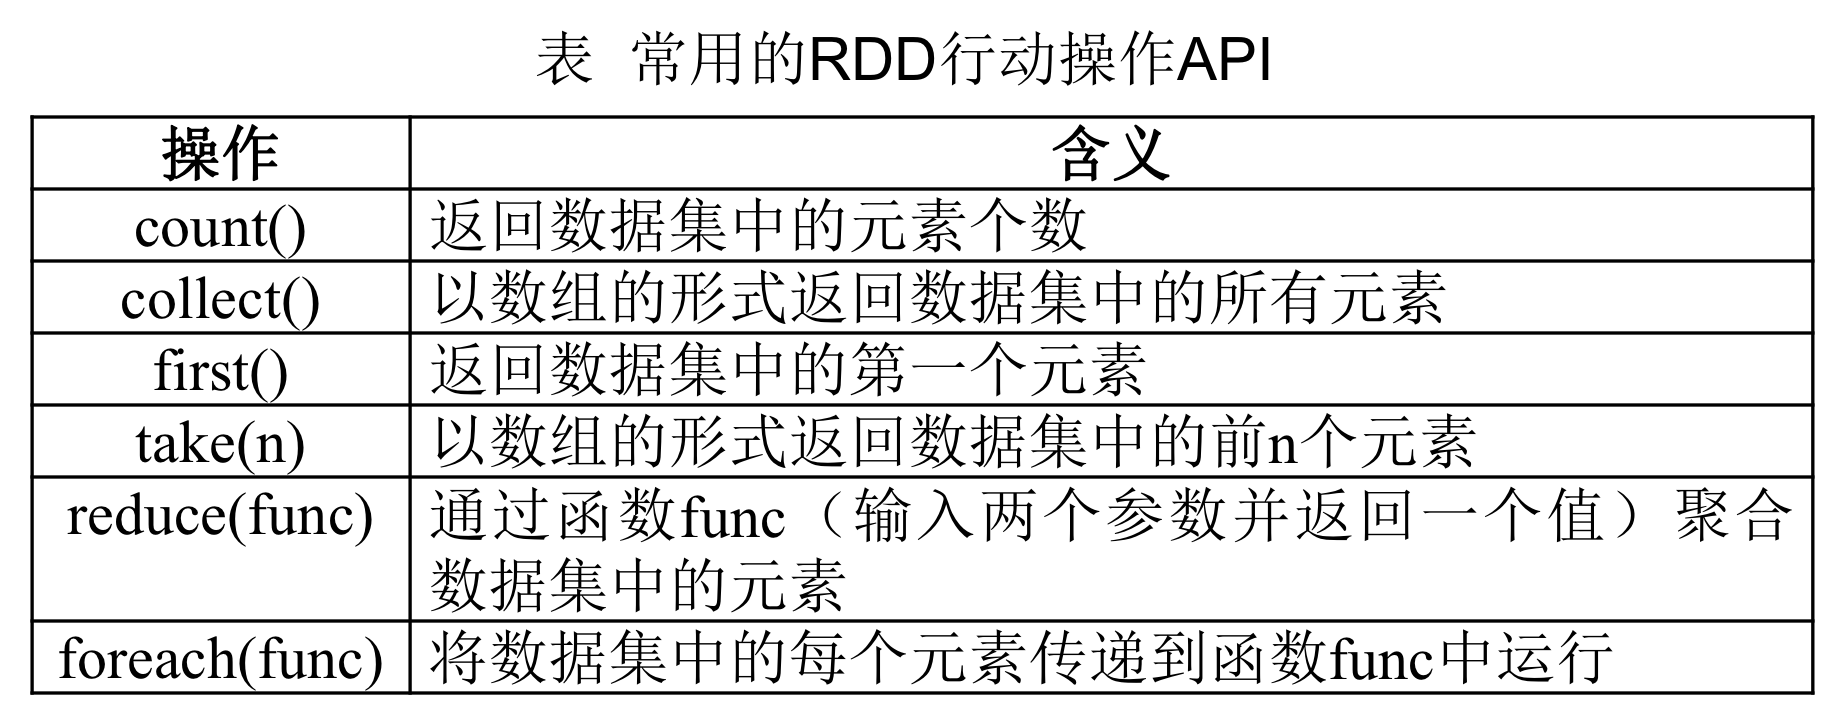 表 常用的RDD行动操作API
操作 含义
count() 返回数据集中的元素个数
collect() 以数组的形式返回数据集中的所有元素
first() 返回数据集中的第一个元素
take(n) 以数组的形式返回数据集中的前n个元素
reduce(func) 通过函数func（输入两个参数并返回一个值）聚合
数据集中的元素
foreach(func) 将数据集中的每个元素传递到函数func中运行